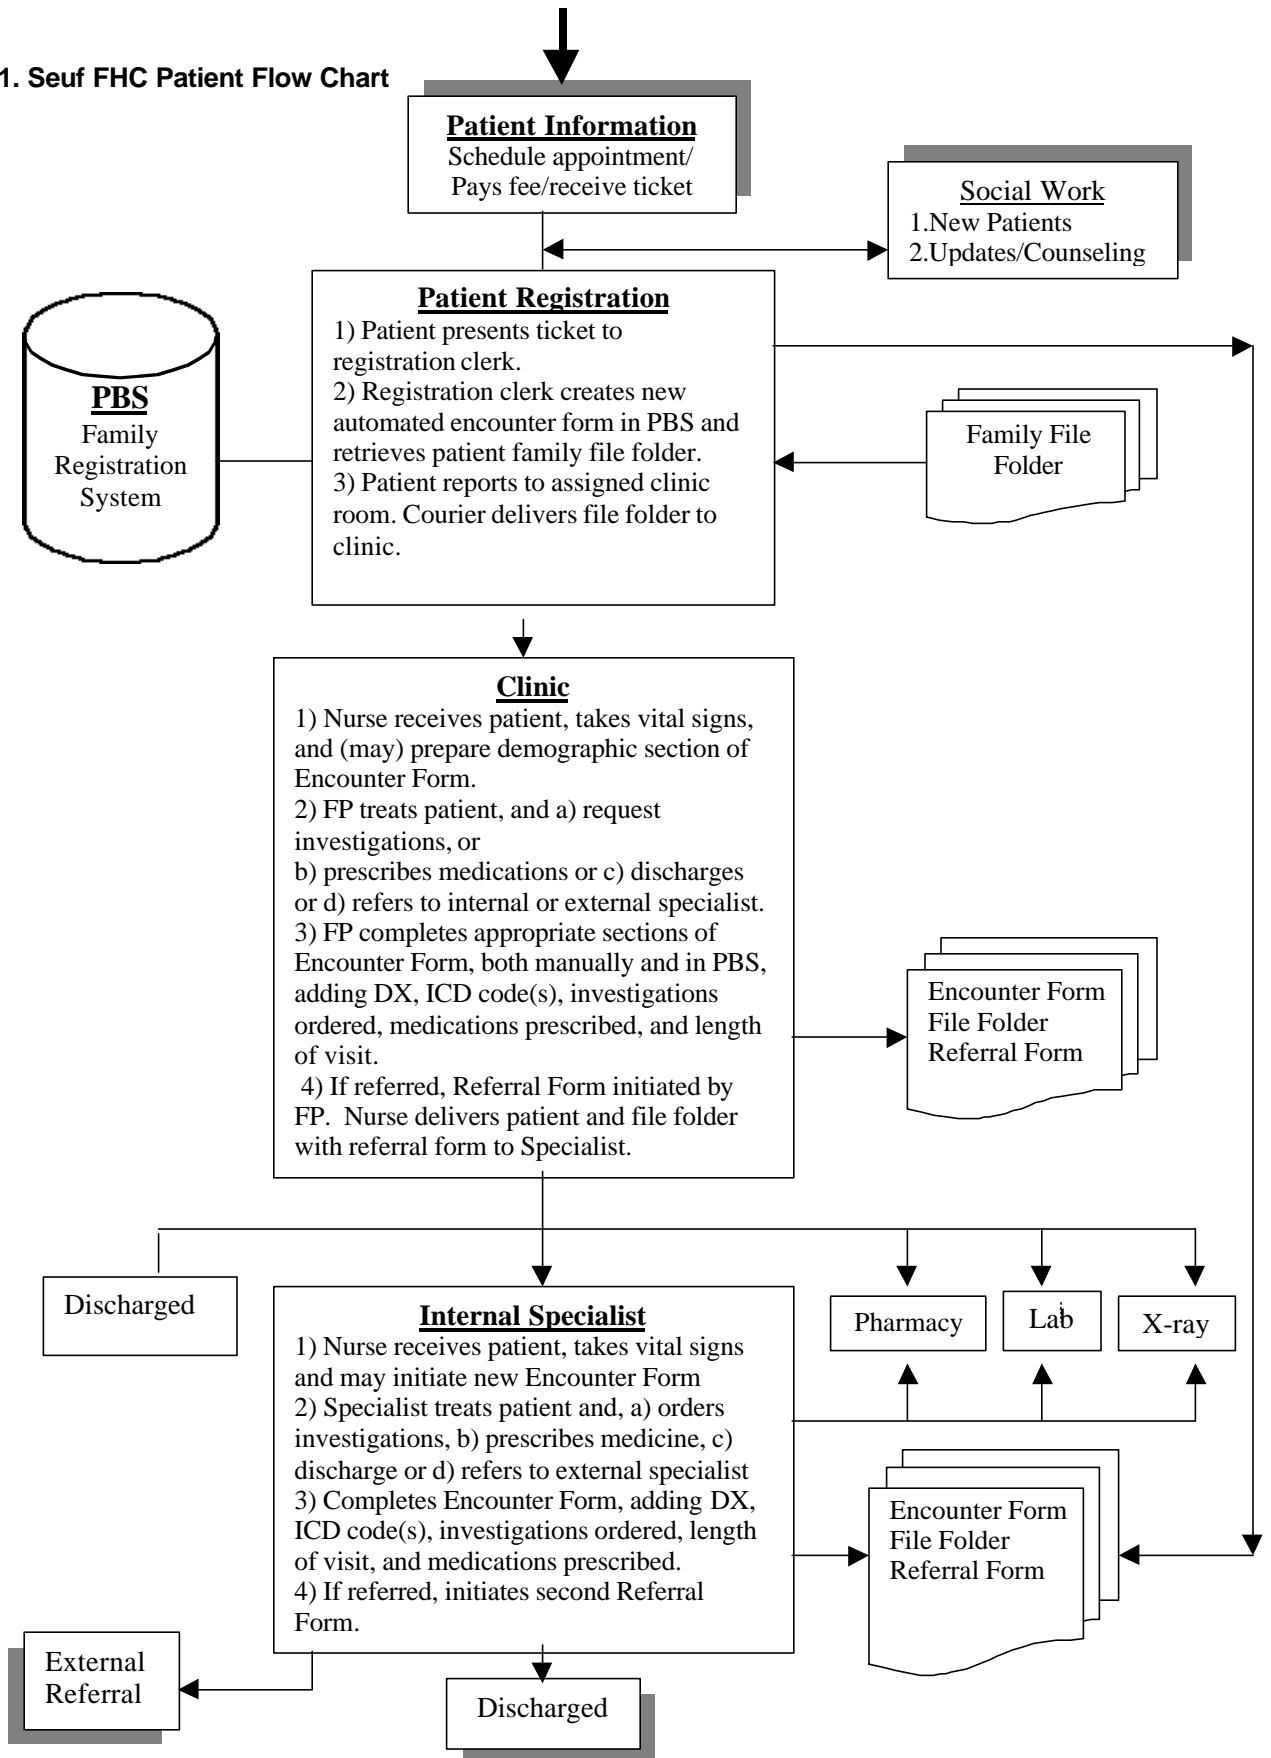 1. Seuf FHC Patient Flow Chart
Patient Information
Schedule appointment/
Pays fee/receive ticket
Social Work
1.New Patients
2.Updates/Counseling
PBS
Family
Registration
System
Patient Registration
1) Patient presents ticket to
registration clerk.
2) Registration clerk creates new
automated encounter form in PBS and
retrieves patient family file folder.
3) Patient reports to assigned clinic
room. Courier delivers file folder to
clinic.
Family File
Folder
Clinic
1) Nurse receives patient, takes vital signs,
and (may) prepare demographic section of
Encounter Form.
2) FP treats patient, and a) request
investigations, or
b) prescribes medications or c) discharges
or d) refers to internal or external specialist.
3) FP completes appropriate sections of
Encounter Form, both manually and in PBS,
adding DX, ICD code(s), investigations
ordered, medications prescribed, and length
of visit.
4) If referred, Referral Form initiated by
FP. Nurse delivers patient and file folder
with referral form to Specialist.
Encounter Form
File Folder
Referral Form
Discharged
Internal Specialist
1) Nurse receives patient, takes vital signs
and may initiate new Encounter Form
2) Specialist treats patient and, a) orders
investigations, b) prescribes medicine, c)
discharge or d) refers to external specialist
3) Completes Encounter Form, adding DX,
ICD code(s), investigations ordered, length
of visit, and medications prescribed.
4) If referred, initiates second Referral
Form.
Pharmacy
Lab
X-ray
Encounter Form
File Folder
Referral Form
External
Referral
Discharged